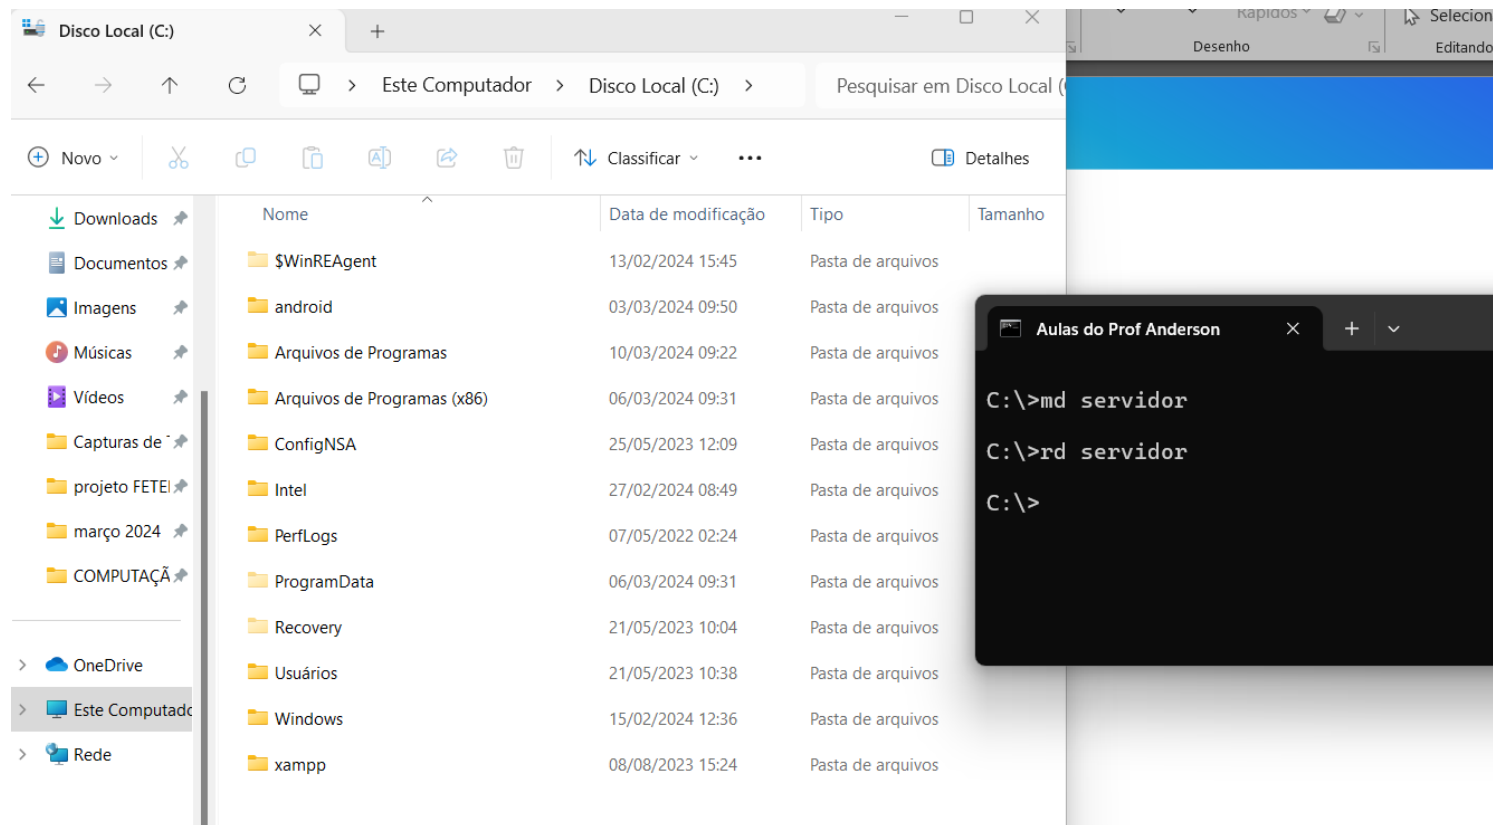 Disco Local (C:)
Rápidos
Selecion
Desenho
Editando
Este Computador > Disco Local (C:) >
Pesquisar em Disco Local (
Novo
Classificar
Detalhes
Downloads
Documentos
Imagens
Músicas
Vídeos
Capturas de
projeto FETE
março 2024
COMPUTAÇÃ
OneDrive
Este Computad
Rede
Nome Data de modificação Tipo Tamanho
$WinREAgent 13/02/2024 15:45 Pasta de arquivos
android 03/03/2024 09:50 Pasta de arquivos
Arquivos de Programas 10/03/2024 09:22 Pasta de arquivos
Arquivos de Programas (x86) 06/03/2024 09:31 Pasta de arquivos
ConfigNSA 25/05/2023 12:09 Pasta de arquivos
Intel 27/02/2024 08:49 Pasta de arquivos
PerfLogs 07/05/2022 02:24 Pasta de arquivos
ProgramData 06/03/2024 09:31 Pasta de arquivos
Recovery 21/05/2023 10:04 Pasta de arquivos
Usuários 21/05/2023 10:38 Pasta de arquivos
Windows 15/02/2024 12:36 Pasta de arquivos
xampp 08/08/2023 15:24 Pasta de arquivos
Aulas do Prof Anderson
C:\>md servidor
C:\>rd servidor
C:\>